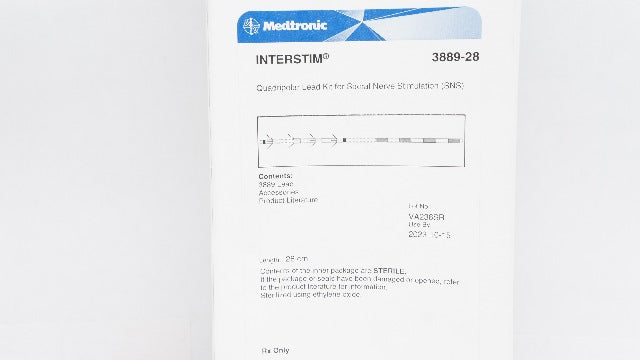 Medtronic
INTERSTIM® 3889-28
Quadripolar Lead Kit for Sacral Nerve Stimulation (SNS)
Contents:
3889 Lead
Accessories
Product Literature
Lot No.
VA236SR
Use By:
2023-10-15
Length: 28 cm
Contents of the inner package are STERILE.
If the package or seals have been damaged or opened, refer
to the product literature for information.
Sterilized using ethylene oxide.
Rx Only